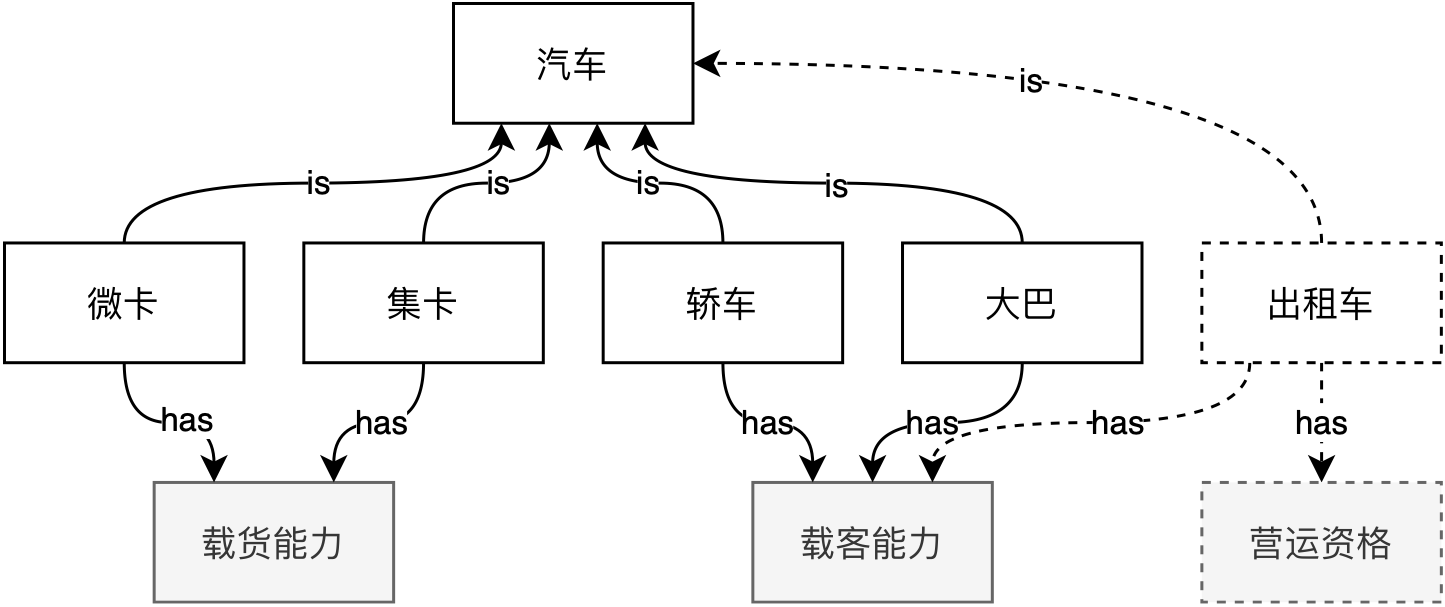 汽车
is
is
is
is
is
微卡
集卡
轿车
大巴
出租车
has
has
has
has
has
has
载货能力
载客能力
营运资格